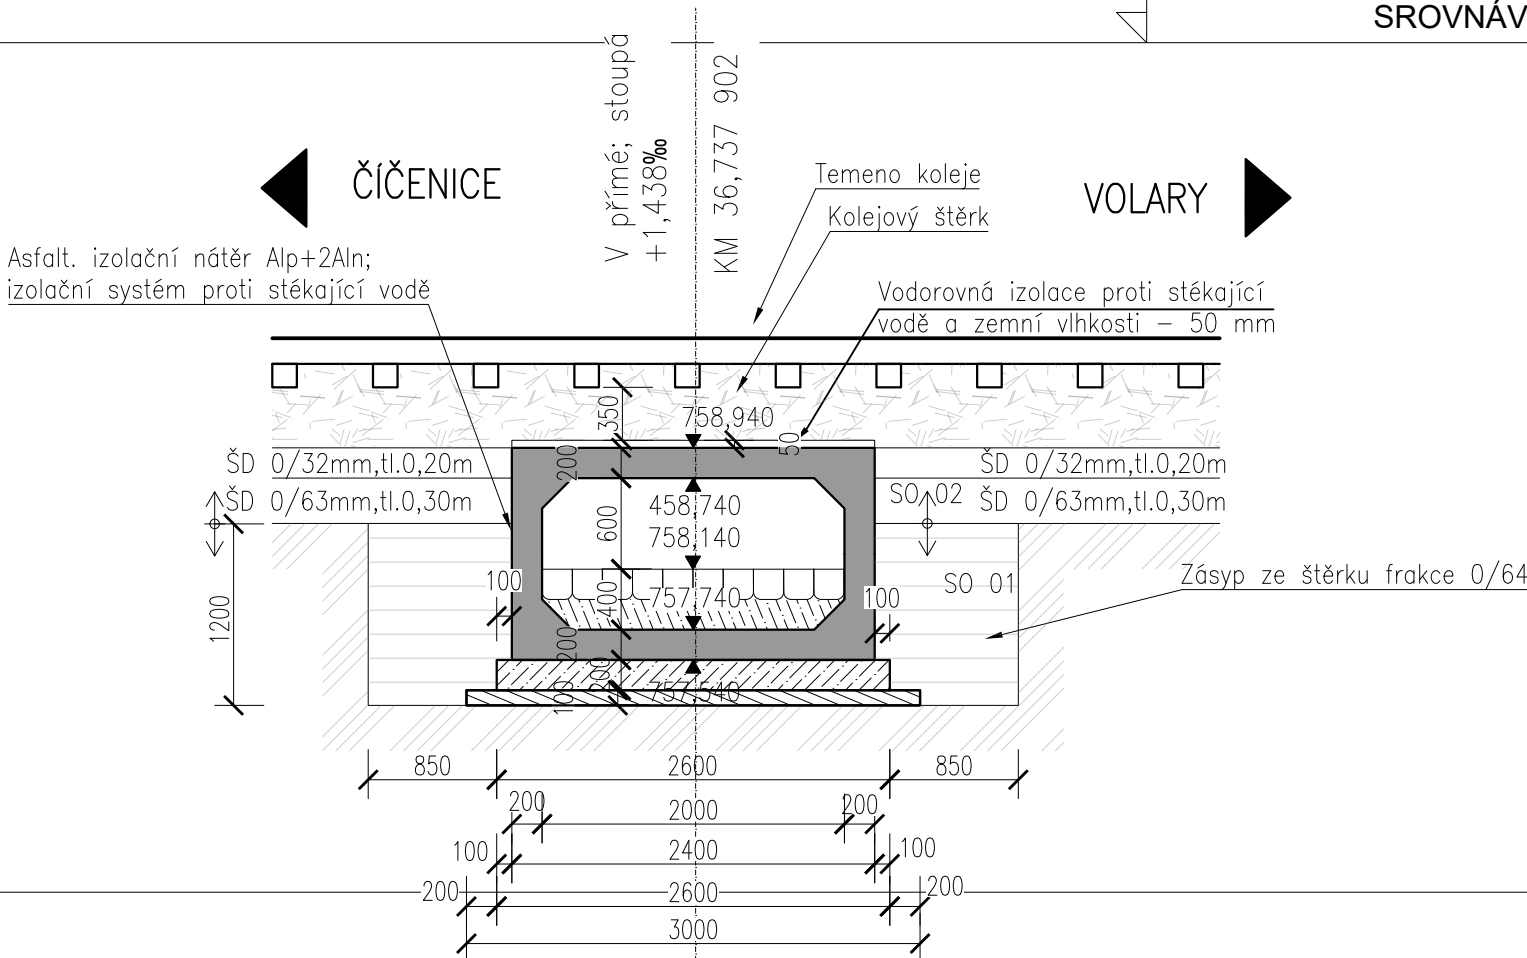 SROVNÁV
V přímé; stoupá
+1,438‰
KM 36,737 902
ČÍČENICE
VOLARY
Temeno koleje
Kolejový štěrk
Asfalt. izolační nátěr Alp+2Aln;
izolační systém proti stékající vodě
Vodorovná izolace proti stékající
vodě a zemní vlhkosti – 50 mm
350
758,940
50
ŠD 0/32mm,tl.0,20m
200
ŠD 0/32mm,tl.0,20m
ŠD 0/63mm,tl.0,30m
458,740
SO 02
ŠD 0/63mm,tl.0,30m
600
758,140
100
SO 01
Zásyp ze štěrku frakce 0/64
1200
400
757,740
100
200
200
100
757,540
850
2600
850
200
2000
200
100
2400
100
200
2600
200
3000